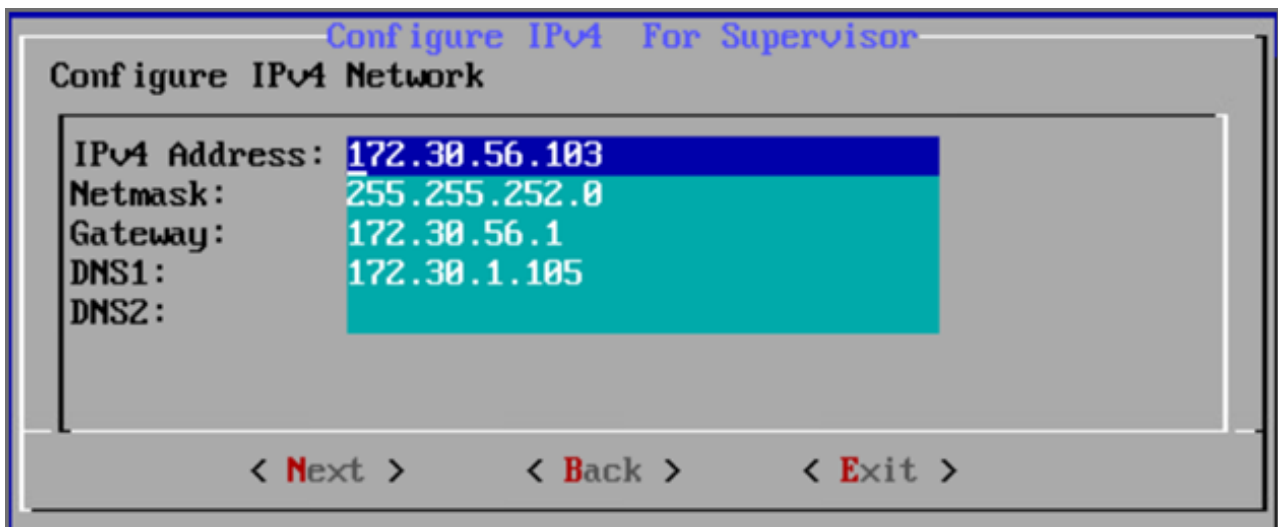 Configure IPv4 For Supervisor
Configure IPv4 Network
IPv4 Address: 172.30.56.103
Netmask: 255.255.252.0
Gateway: 172.30.56.1
DNS1: 172.30.1.105
DNS2:
< Next > < Back > < Exit >